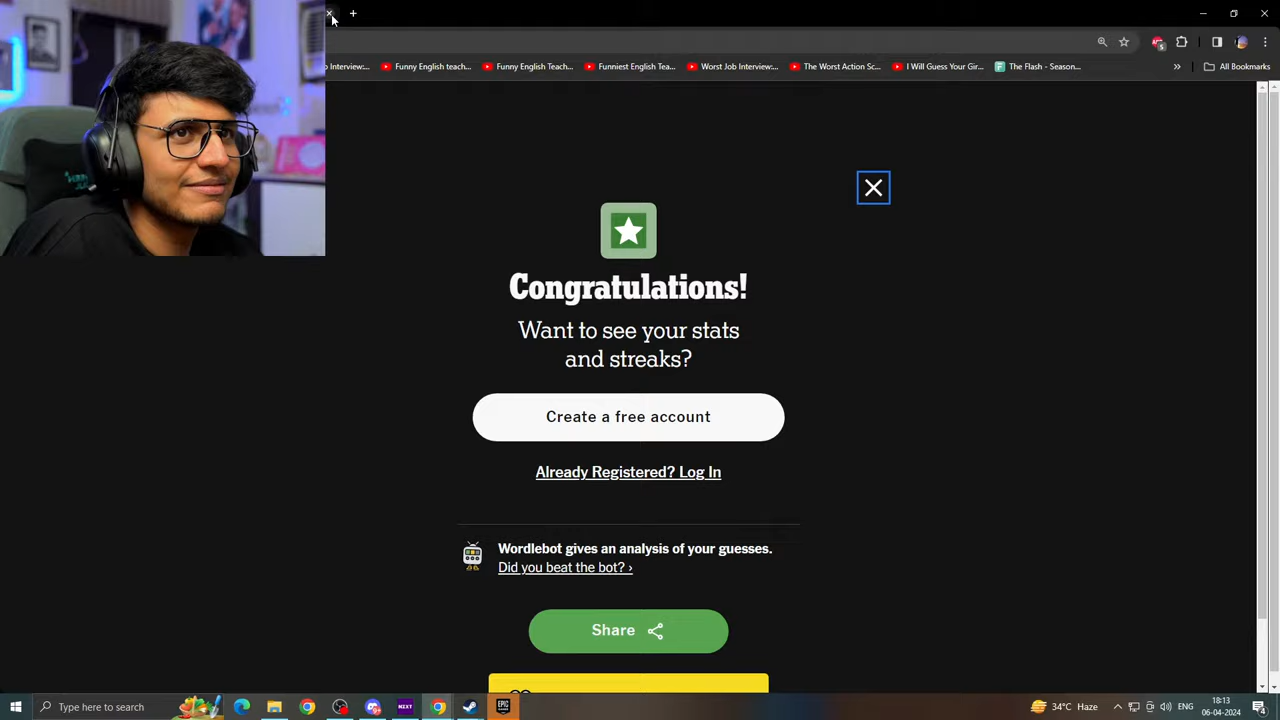 b Interview:...
Funny English teach...
Funny English Teach...
Funniest English Tea...
Worst Job Interview:...
The Worst Action Sc...
I Will Guess Your Gir...
The Flash - Season...
»
All Bookmarks
Congratulations!
Want to see your stats
and streaks?
Create a free account
Already Registered? Log In
Wordlebot gives an analysis of your guesses.
Did you beat the bot? ›
Share
Type here to search
NEXT
EPIC
34°C Haze
ENG
18:13
06-04-2024
4